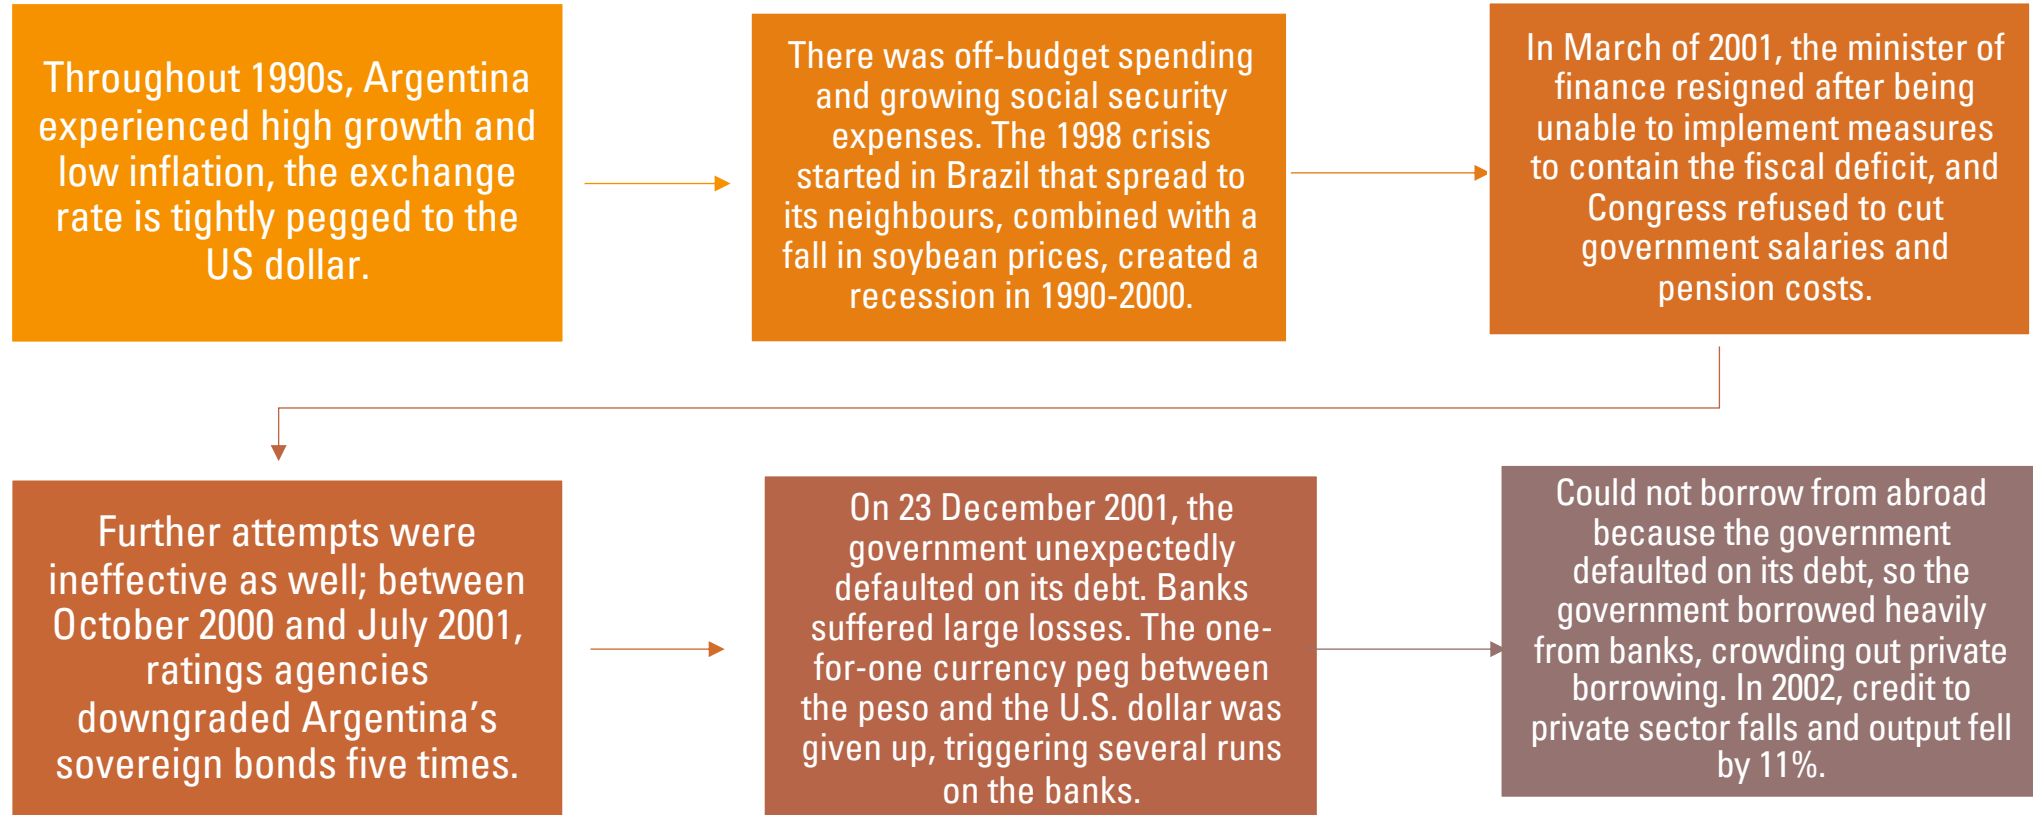 Throughout 1990s, Argentina
experienced high growth and
low inflation, the exchange
rate is tightly pegged to the
US dollar.
There was off-budget spending
and growing social security
expenses. The 1998 crisis
started in Brazil that spread to
its neighbours, combined with a
fall in soybean prices, created a
recession in 1990-2000.
In March of 2001, the minister of
finance resigned after being
unable to implement measures
to contain the fiscal deficit, and
Congress refused to cut
government salaries and
pension costs.
Further attempts were
ineffective as well; between
October 2000 and July 2001,
ratings agencies
downgraded Argentina’s
sovereign bonds five times.
On 23 December 2001, the
government unexpectedly
defaulted on its debt. Banks
suffered large losses. The one-
for-one currency peg between
the peso and the U.S. dollar was
given up, triggering several runs
on the banks.
Could not borrow from abroad
because the government
defaulted on its debt, so the
government borrowed heavily
from banks, crowding out private
borrowing. In 2002, credit to
private sector falls and output fell
by 11%.